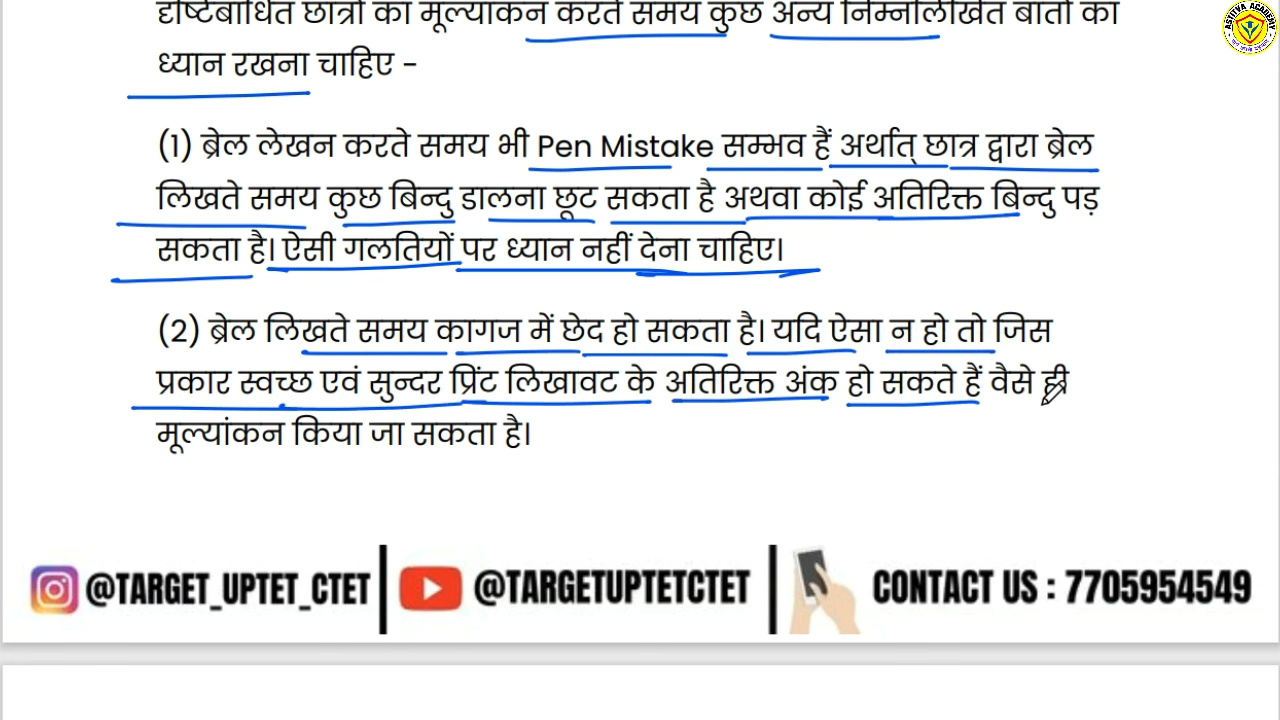 दृष्टिबाधित छात्रों का मूल्यांकन करते समय कुछ अन्य निम्नलिखित बातों का
ध्यान रखना चाहिए -
(1) ब्रेल लेखन करते समय भी Pen Mistake सम्भव हैं अर्थात् छात्र द्वारा ब्रेल
लिखते समय कुछ बिन्दु डालना छूट सकता है अथवा कोई अतिरिक्त बिन्दु पड़
सकता है। ऐसी गलतियों पर ध्यान नहीं देना चाहिए।
(2) ब्रेल लिखते समय कागज में छेद हो सकता है। यदि ऐसा न हो तो जिस
प्रकार स्वच्छ एवं सुन्दर प्रिंट लिखावट के अतिरिक्त अंक हो सकते हैं वैसे ही
मूल्यांकन किया जा सकता है।
@TARGET_UPTET_CTET
@TARGETUPTETCTET
CONTACT US : 7705954549
ASTITVA ACADEMY